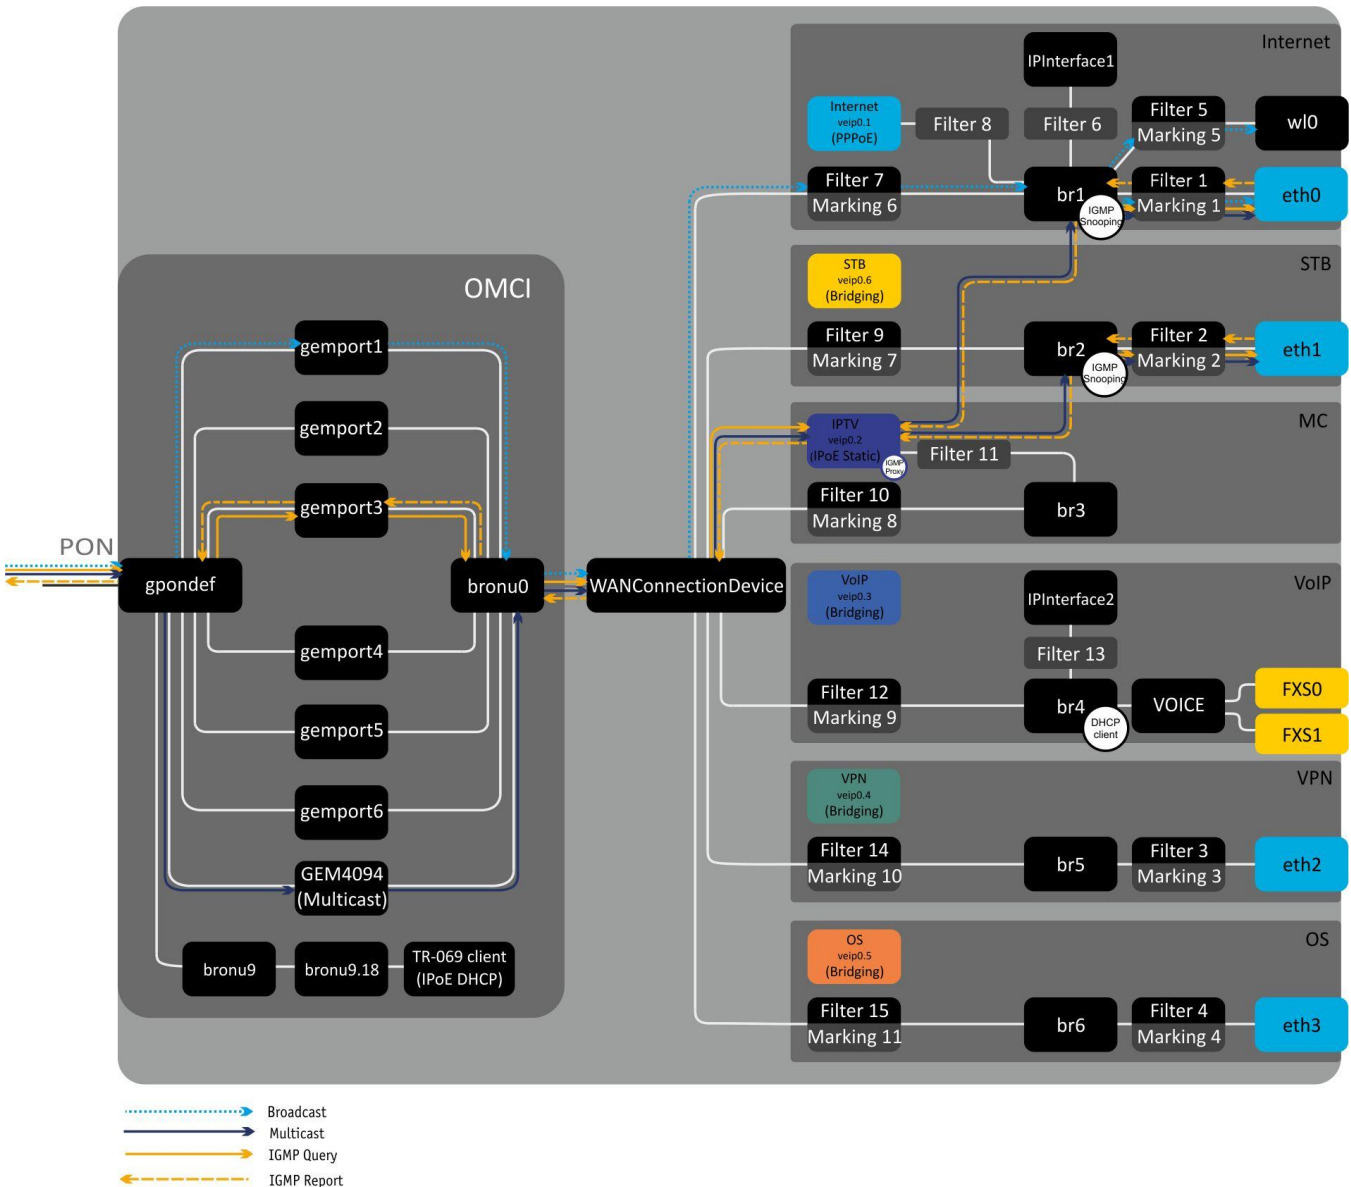 Internet
IPInterface1
Internet
veip0.1
(PPPoE)
Filter 8
Filter 6
Filter 5
Marking 5
wl0
Filter 7
Marking 6
br1
IGMP
Snooping
Filter 1
Marking 1
eth0
STB
STB
veip0.6
(Bridging)
Filter 9
Marking 7
br2
IGMP
Snooping
Filter 2
Marking 2
eth1
MC
IPTV
veip0.2
(IPoE Static)
IGMP
Proxy
Filter 11
Filter 10
Marking 8
br3
OMCI
gemport1
gemport2
gemport3
PON
gpondef
bronu0
WANConnectionDevice
gemport4
gemport5
gemport6
GEM4094
(Multicast)
bronu9
bronu9.18
TR-069 client
(IPoE DHCP)
VoIP
VoIP
veip0.3
(Bridging)
IPInterface2
Filter 13
Filter 12
Marking 9
br4
DHCP
client
VOICE
FXS0
FXS1
VPN
VPN
veip0.4
(Bridging)
Filter 14
Marking 10
br5
Filter 3
Marking 3
eth2
OS
OS
veip0.5
(Bridging)
Filter 15
Marking 11
br6
Filter 4
Marking 4
eth3
Broadcast
Multicast
IGMP Query
IGMP Report